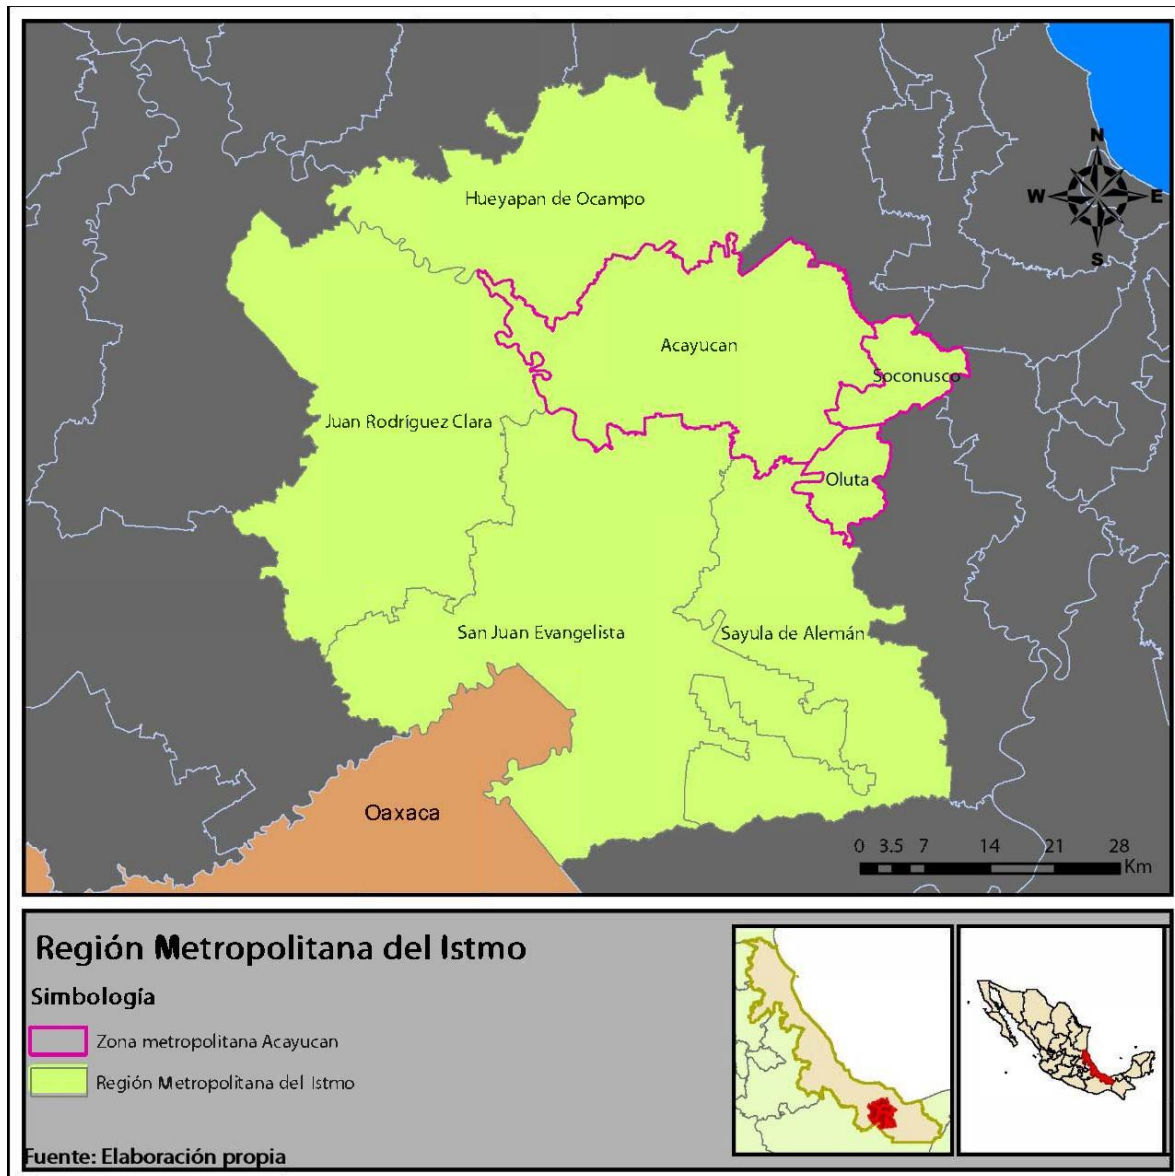 N
W E
S
Hueyapan de Ocampo
Acayucan
Soconusco
Juan Rodríguez Clara
Oluta
San Juan Evangelista
Sayula de Alemán
Oaxaca
0 3.5 7 14 21 28
Km
Región Metropolitana del Istmo
Simbología
Zona metropolitana Acayucan
Región Metropolitana del Istmo
Fuente: Elaboración propia